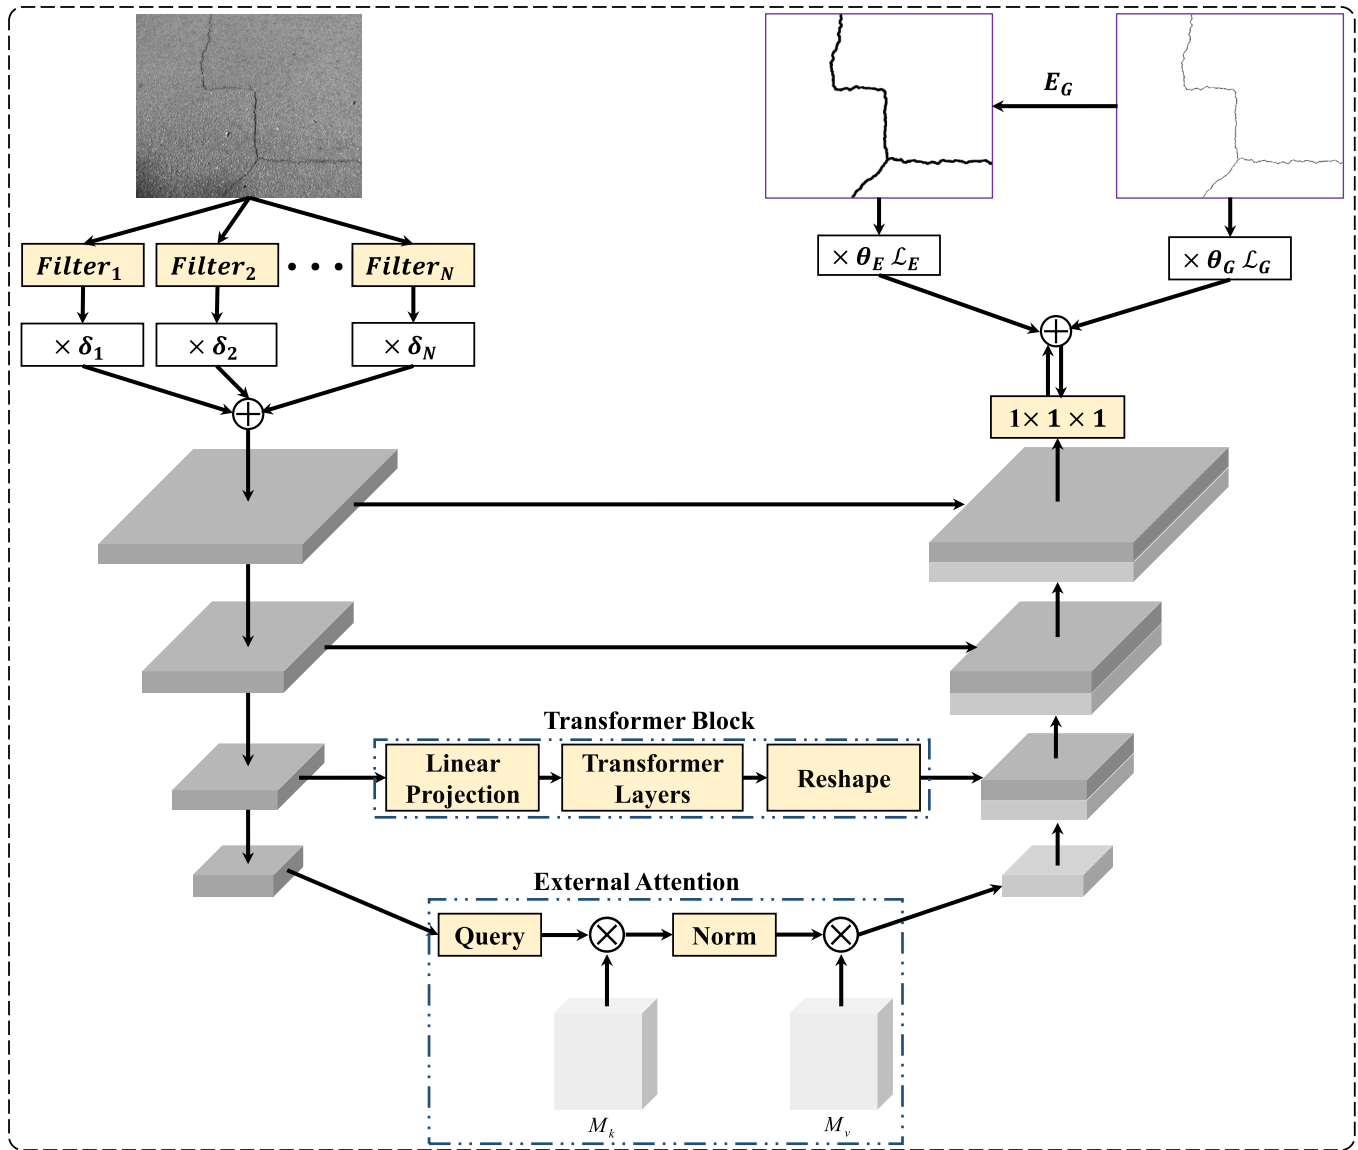 E_G
× θ_E ℒ_E
× θ_G ℒ_G
Filter_1
Filter_2
• • •
Filter_N
× δ_1
× δ_2
× δ_N
1× 1 × 1
Transformer Block
Linear
Projection
Transformer
Layers
Reshape
External Attention
Query
Norm
M_k
M_v